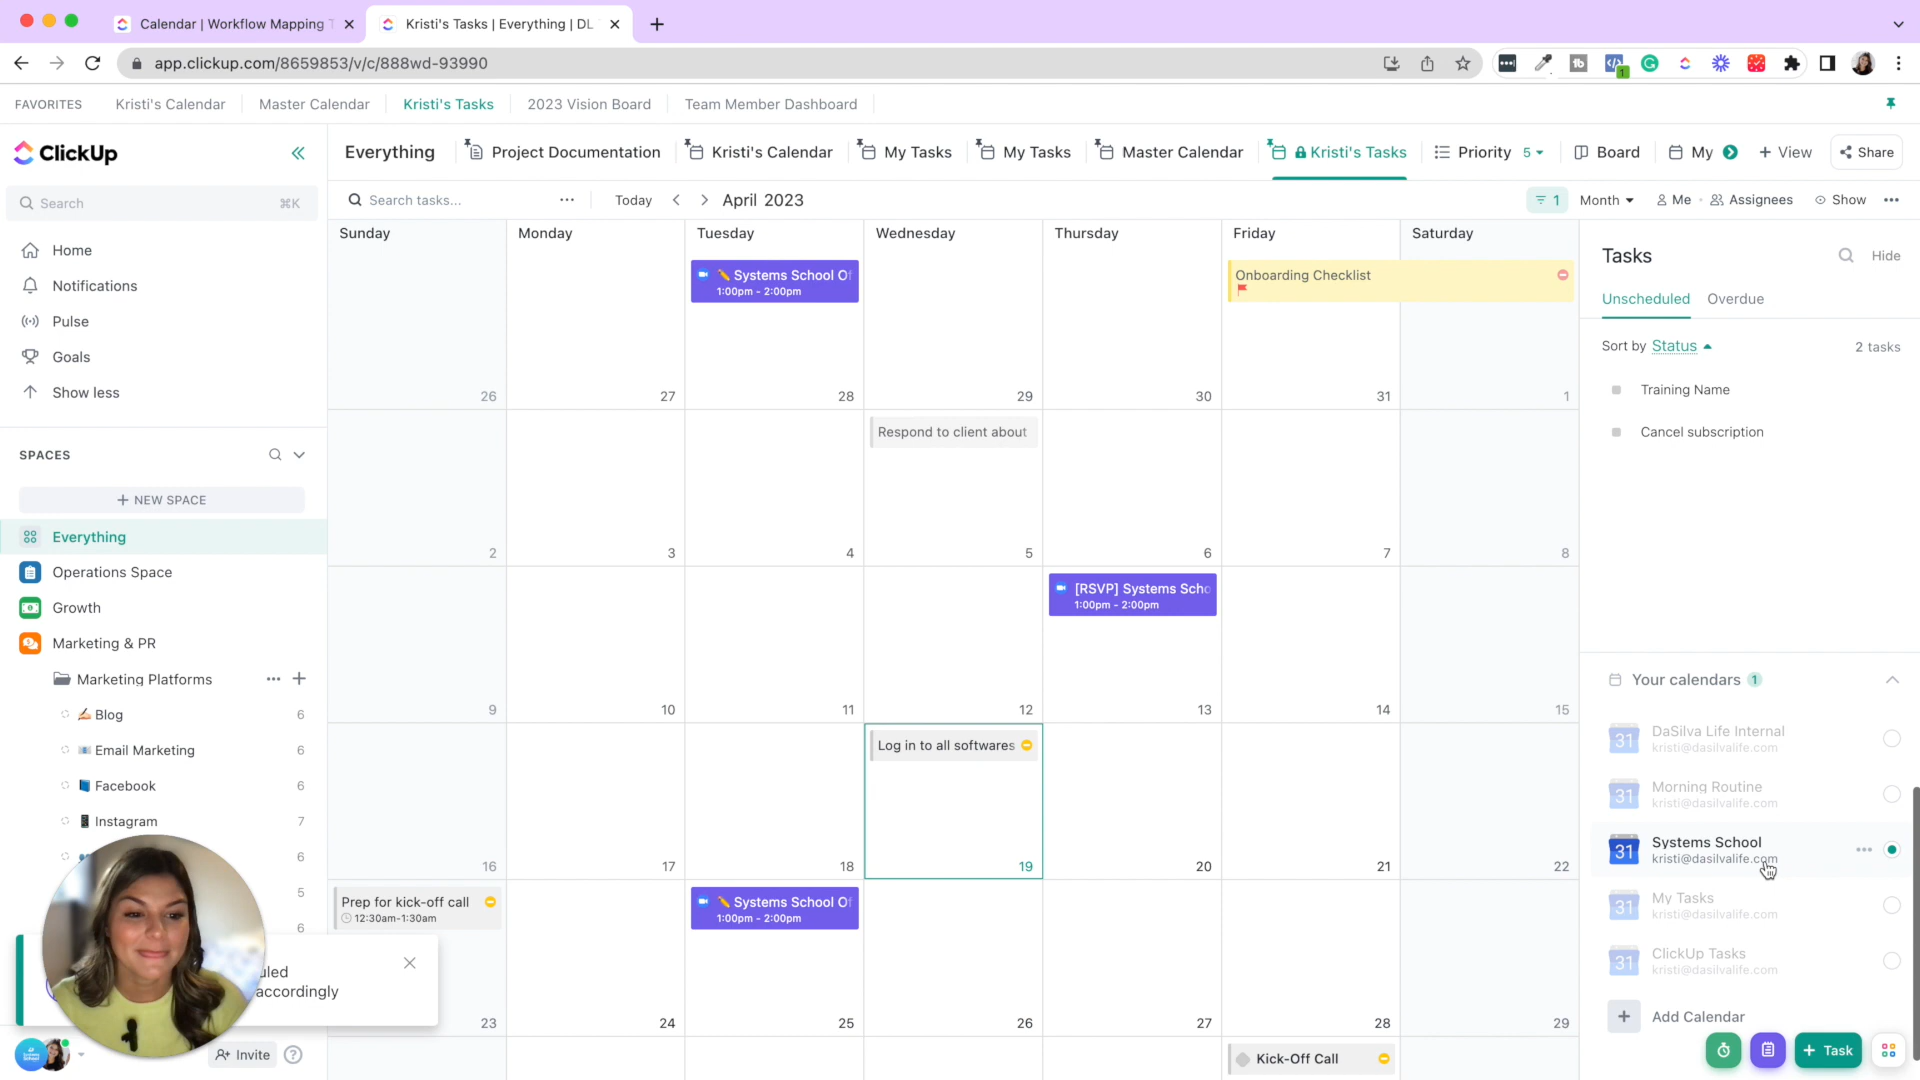 Calendar | Workflow Mapping
Kristi's Tasks | Everything | DL
app.clickup.com/8659853/v/c/888wd-93990
FAVORITES
Kristi's Calendar
Master Calendar
Kristi's Tasks
2023 Vision Board
Team Member Dashboard
ClickUp
Everything
Project Documentation
Kristi's Calendar
My Tasks
My Tasks
Master Calendar
Kristi's Tasks
Priority 5
Board
My
+ View
Share
Search ⌘K
Search tasks...
Today
April 2023
1
Month
Me
Assignees
Show
Home
Notifications
Pulse
Goals
Show less
SPACES
+ NEW SPACE
Everything
Operations Space
Growth
Marketing & PR
Marketing Platforms
Blog 6
Email Marketing 6
Facebook 6
Instagram 7
6
5
6
uled
accordingly
Invite
?
Sunday Monday Tuesday Wednesday Thursday Friday Saturday
Systems School Of
1:00pm - 2:00pm
Onboarding Checklist
26 27 28 29 30 31 1
Respond to client about
2 3 4 5 6 7 8
[RSVP] Systems Scho
1:00pm - 2:00pm
9 10 11 12 13 14 15
Log in to all softwares
16 17 18 19 20 21 22
Prep for kick-off call
12:30am-1:30am
Systems School Of
1:00pm - 2:00pm
23 24 25 26 27 28 29
Kick-Off Call
Tasks
Hide
Unscheduled
Overdue
Sort by Status
2 tasks
Training Name
Cancel subscription
Your calendars 1
31
DaSilva Life Internal
kristi@dasilvalife.com
31
Morning Routine
kristi@dasilvalife.com
31
Systems School
kristi@dasilvalife.com
31
My Tasks
kristi@dasilvalife.com
31
ClickUp Tasks
kristi@dasilvalife.com
+ Add Calendar
+ Task